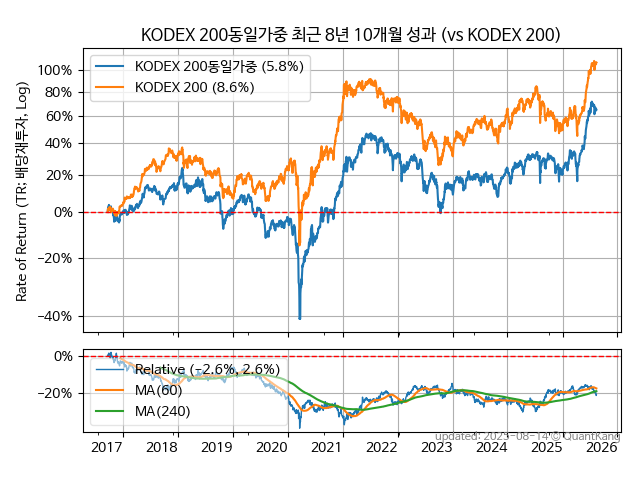 KODEX 200동일가중 최근 8년 10개월 성과 (vs KODEX 200)
Rate of Return (TR: 배당재투자, Log)
100%
80%
60%
40%
20%
0%
−20%
−40%
KODEX 200동일가중 (5.8%)
KODEX 200 (8.6%)
0%
−20%
Relative (−2.6%, 2.6%)
MA(60)
MA(240)
updated: 2025-08-14 © QuantKang
2017 2018 2019 2020 2021 2022 2023 2024 2025 2026